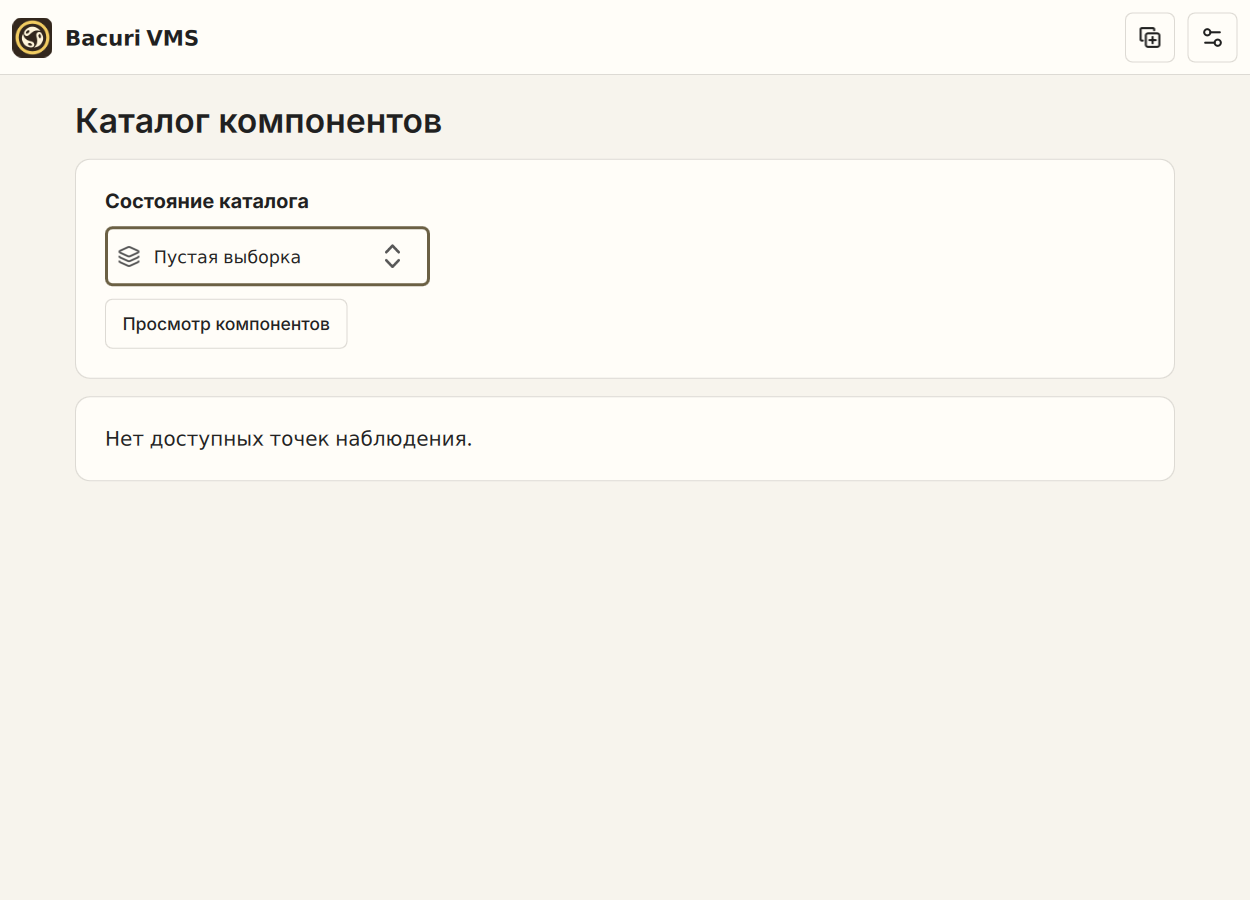 Bacuri VMS
Каталог компонентов
Состояние каталога
Пустая выборка
Просмотр компонентов
Нет доступных точек наблюдения.